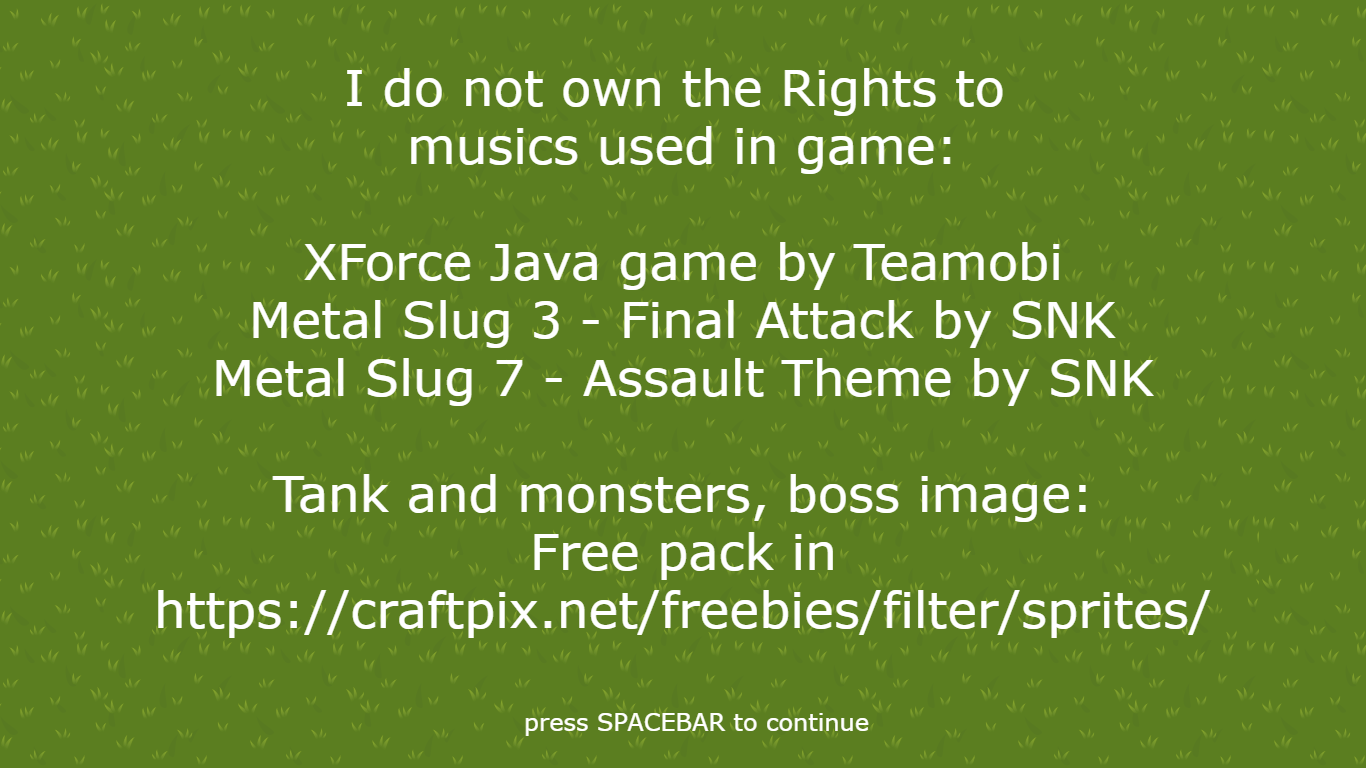 I do not own the Rights to
musics used in game:
XForce Java game by Teamobi
Metal Slug 3 - Final Attack by SNK
Metal Slug 7 - Assault Theme by SNK
Tank and monsters, boss image:
Free pack in
https://craftpix.net/freebies/filter/sprites/
press SPACEBAR to continue